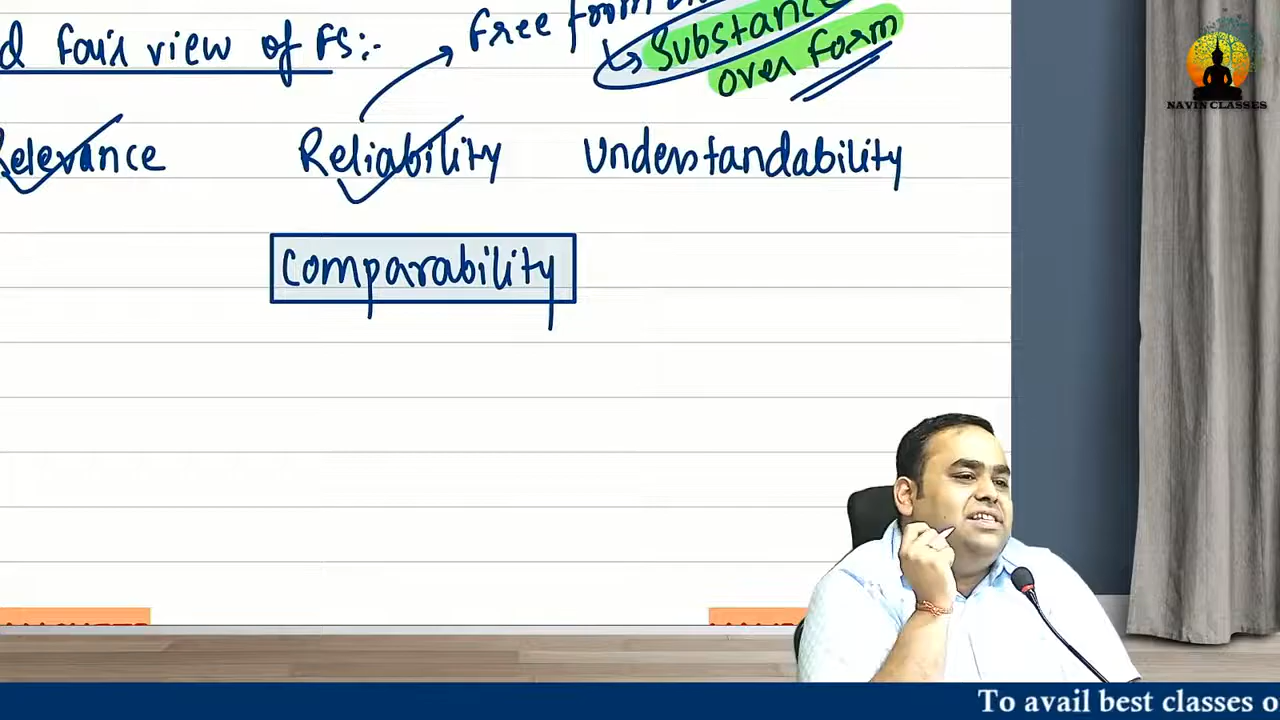 Free from
Substance
fair view of FS:-
over form
NAVIN CLASSES
Relevance Reliability Understandability
Comparability
To avail best classes o